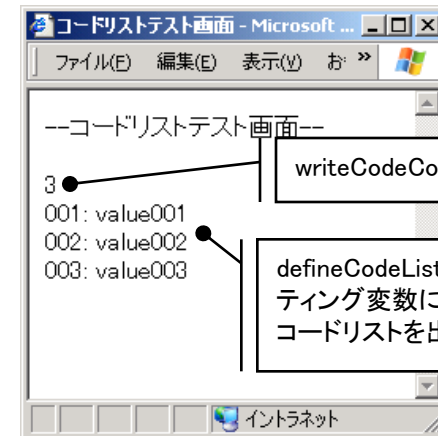 コードリストテスト画面 - Microsoft ...
ファイル(F) 編集(E) 表示(V) お »
--コードリストテスト画面--
3
writeCodeCo
001: value001
002: value002
003: value003
defineCodeList
ティング変数に
コードリストを出
イントラネット